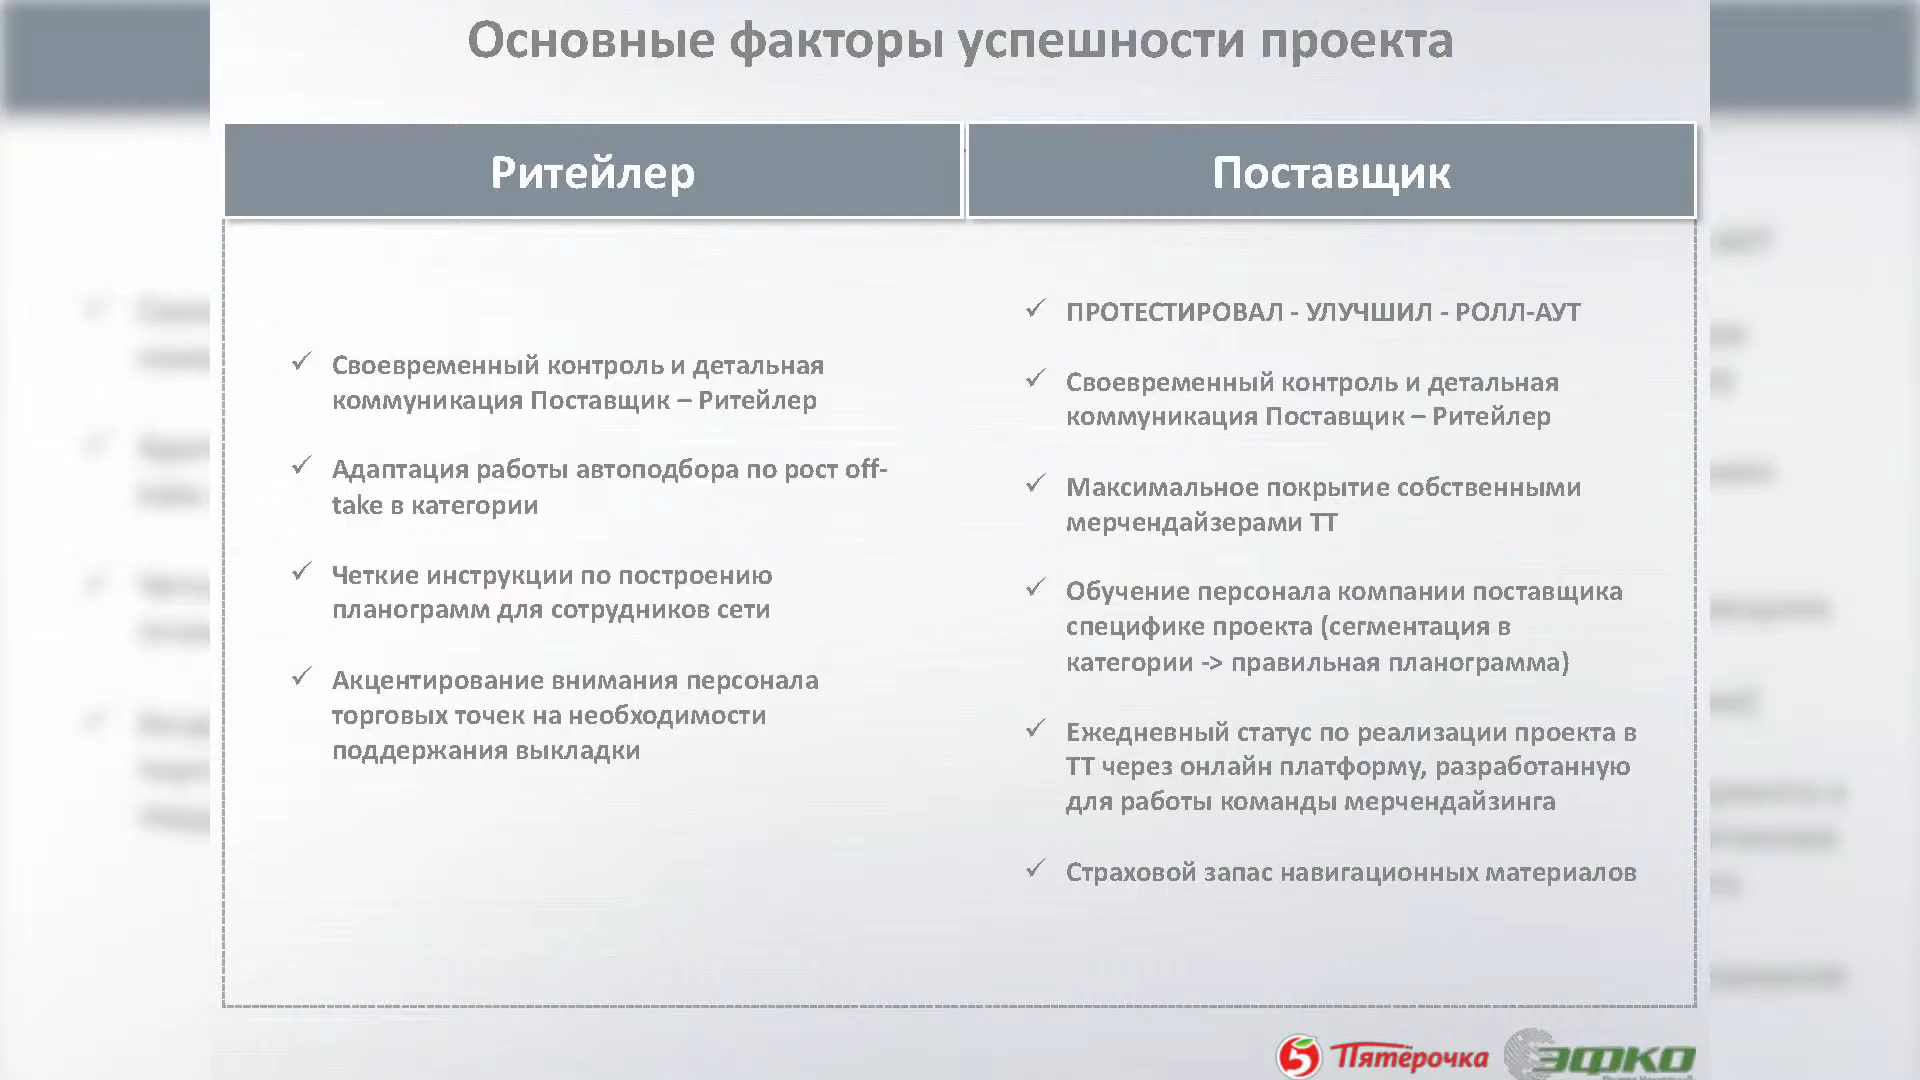 Основные факторы успешности проекта
Ритейлер
Своевременный контроль и детальная
коммуникация Поставщик – Ритейлер
Адаптация работы автоподбора по рост off-
take в категории
Четкие инструкции по построению
планограмм для сотрудников сети
Акцентирование внимания персонала
торговых точек на необходимости
поддержания выкладки
Поставщик
ПРОТЕСТИРОВАЛ - УЛУЧШИЛ - РОЛЛ-АУТ
Своевременный контроль и детальная
коммуникация Поставщик – Ритейлер
Максимальное покрытие собственными
мерчендайзерами ТТ
Обучение персонала компании поставщика
специфике проекта (сегментация в
категории -> правильная планограмма)
Ежедневный статус по реализации проекта в
ТТ через онлайн платформу, разработанную
для работы команды мерчендайзинга
Страховой запас навигационных материалов
5 Пятёрочка
ЭФКО